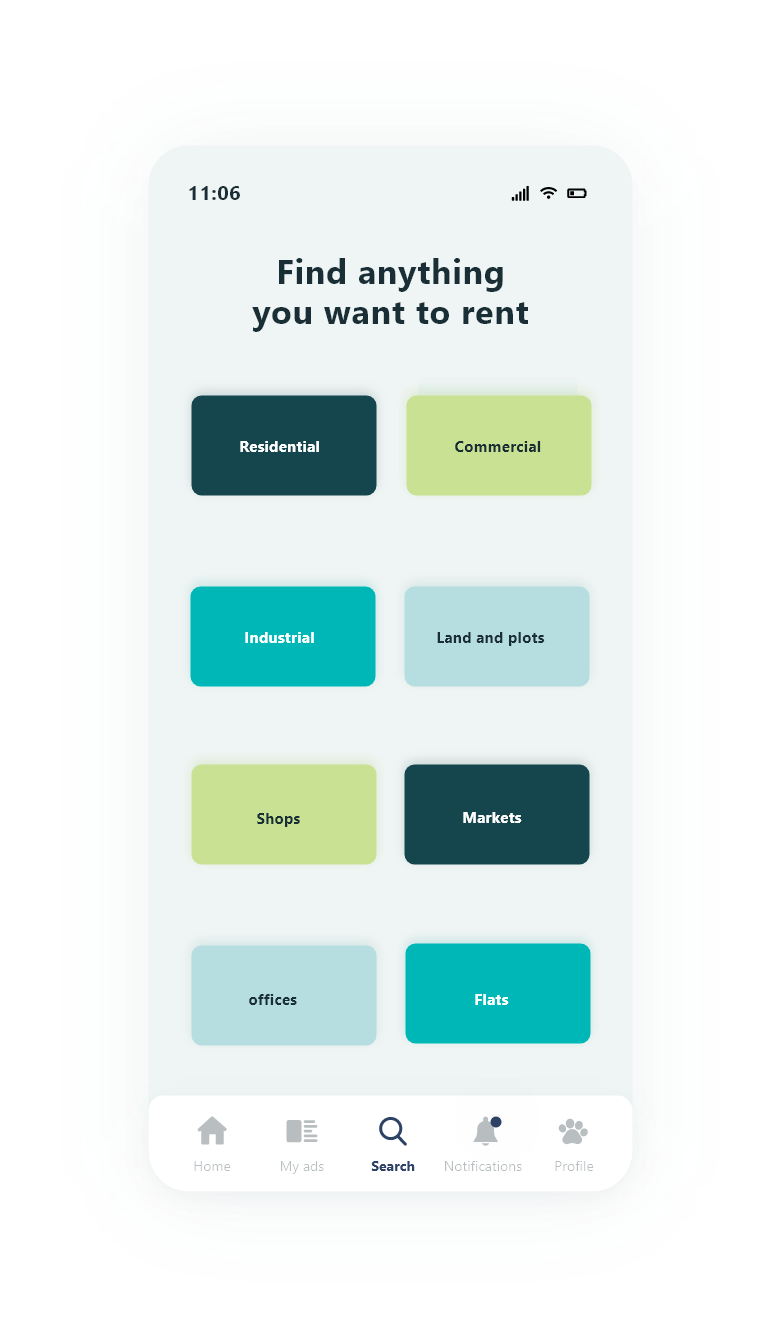 11:06
Find anything
you want to rent
Residential
Commercial
Industrial
Land and plots
Shops
Markets
offices
Flats
Home
My ads
Search
Notifications
Profile